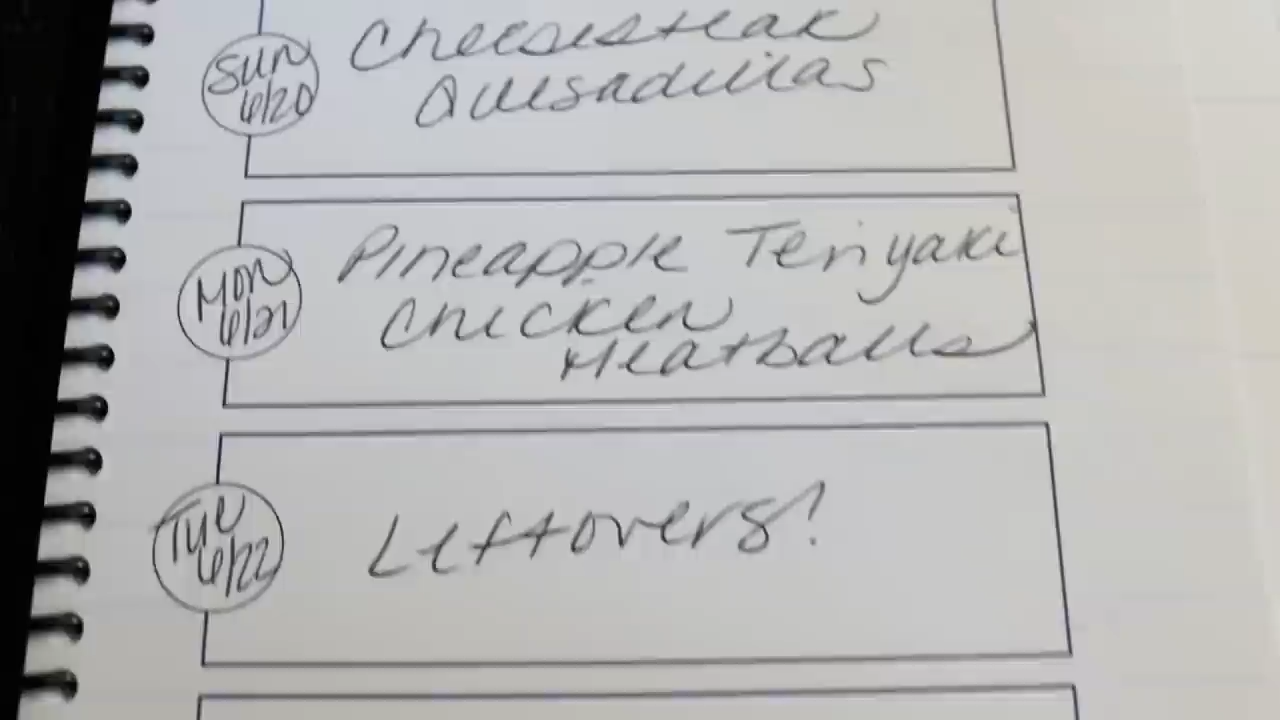 Sun
6/20
Cheesesteak
Quesadillas
Mon
6/21
Pineapple Teriyaki
Chicken
Meatballs
Tue
6/22
Leftovers!